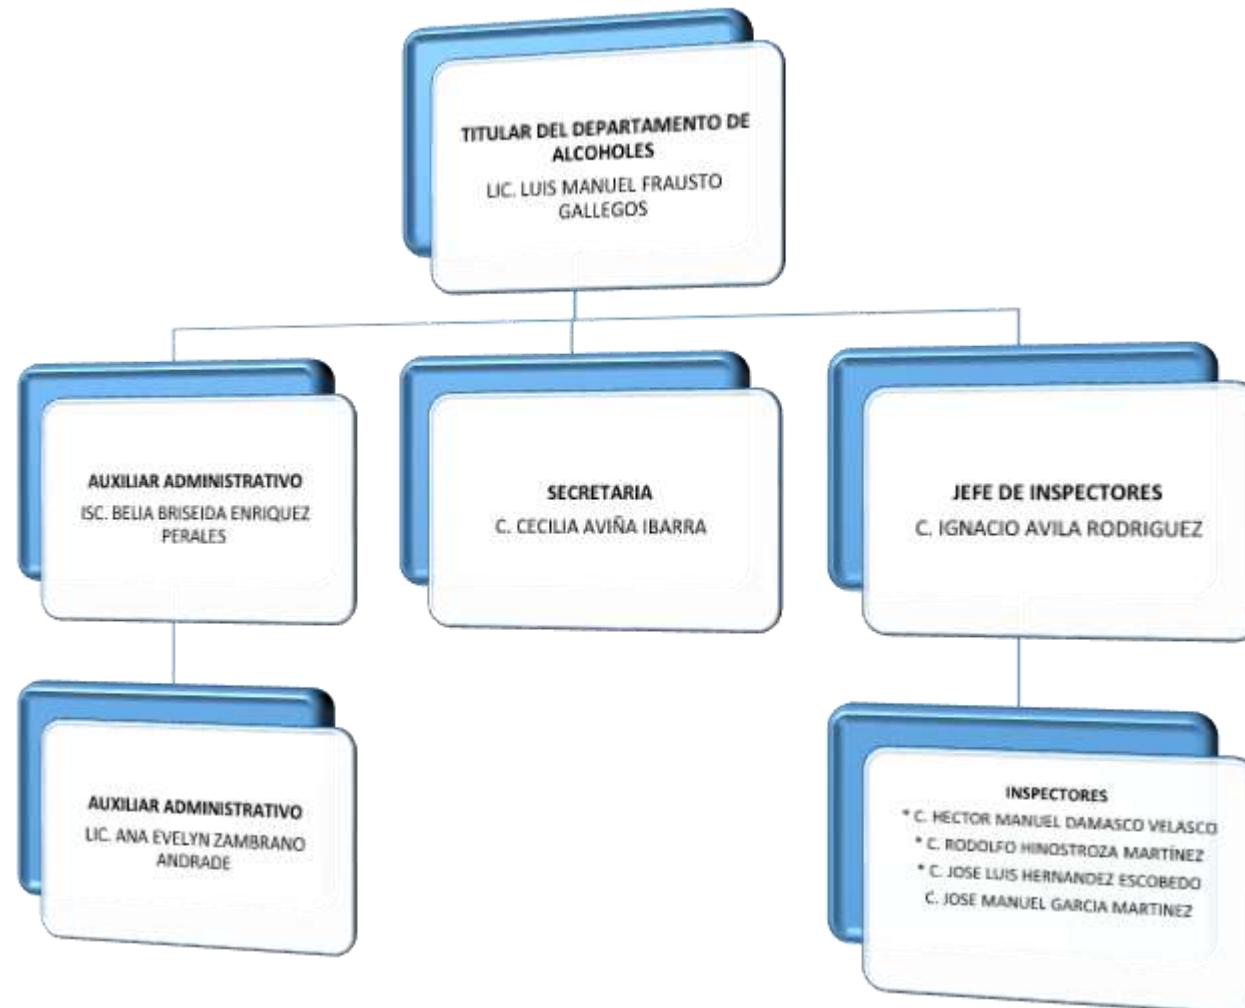 TITULAR DEL DEPARTAMENTO DE
ALCOHOLES
LIC. LUIS MANUEL FRAUSTO
GALLEGOS
AUXILIAR ADMINISTRATIVO
ISC. BELIA BRISEIDA ENRIQUEZ
PERALES
SECRETARIA
C. CECILIA AVIÑA IBARRA
JEFE DE INSPECTORES
C. IGNACIO AVILA RODRIGUEZ
AUXILIAR ADMINISTRATIVO
LIC. ANA EVELYN ZAMBRANO
ANDRADE
INSPECTORES
* C. HECTOR MANUEL DAMASCO VELASCO
* C. RODOLFO HINOSTROZA MARTÍNEZ
* C. JOSE LUIS HERNANDEZ ESCOBEDO
C. JOSE MANUEL GARCIA MARTINEZ